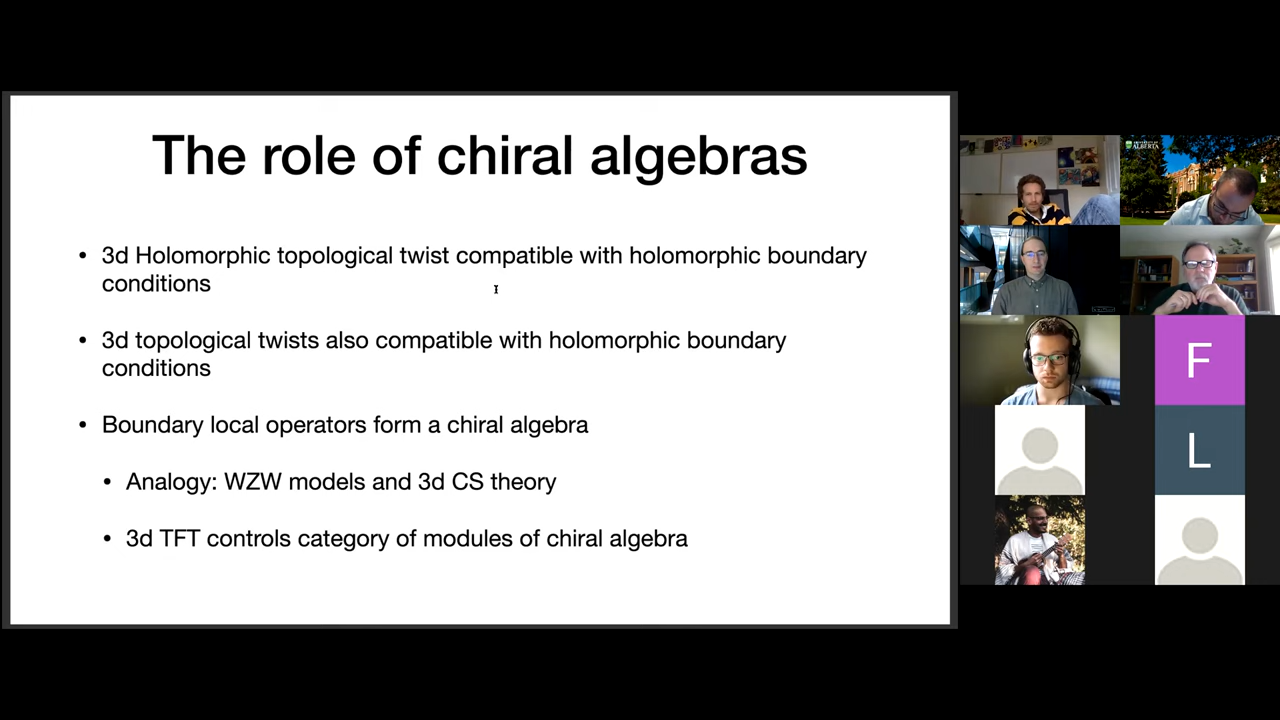 The role of chiral algebras
• 3d Holomorphic topological twist compatible with holomorphic boundary
conditions
• 3d topological twists also compatible with holomorphic boundary
conditions
• Boundary local operators form a chiral algebra
• Analogy: WZW models and 3d CS theory
• 3d TFT controls category of modules of chiral algebra
ALBERTA
F
L